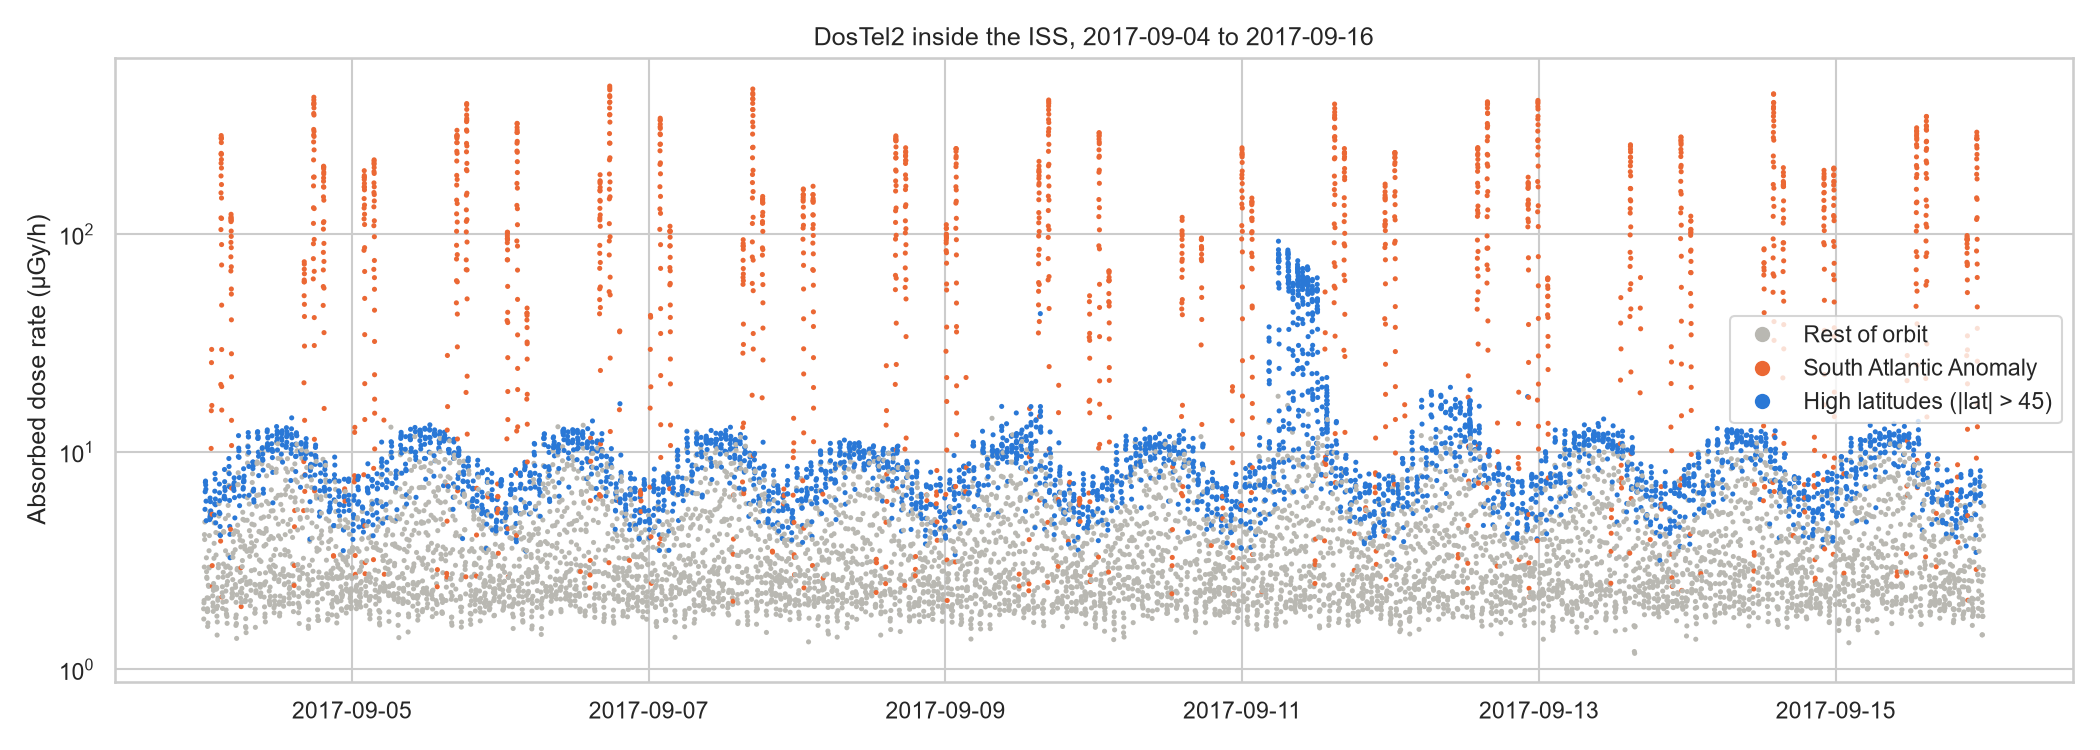 DosTel2 inside the ISS, 2017-09-04 to 2017-09-16
Absorbed dose rate (µGy/h)
10²
10¹
10⁰
Rest of orbit
South Atlantic Anomaly
High latitudes (|lat| > 45)
2017-09-05 2017-09-07 2017-09-09 2017-09-11 2017-09-13 2017-09-15